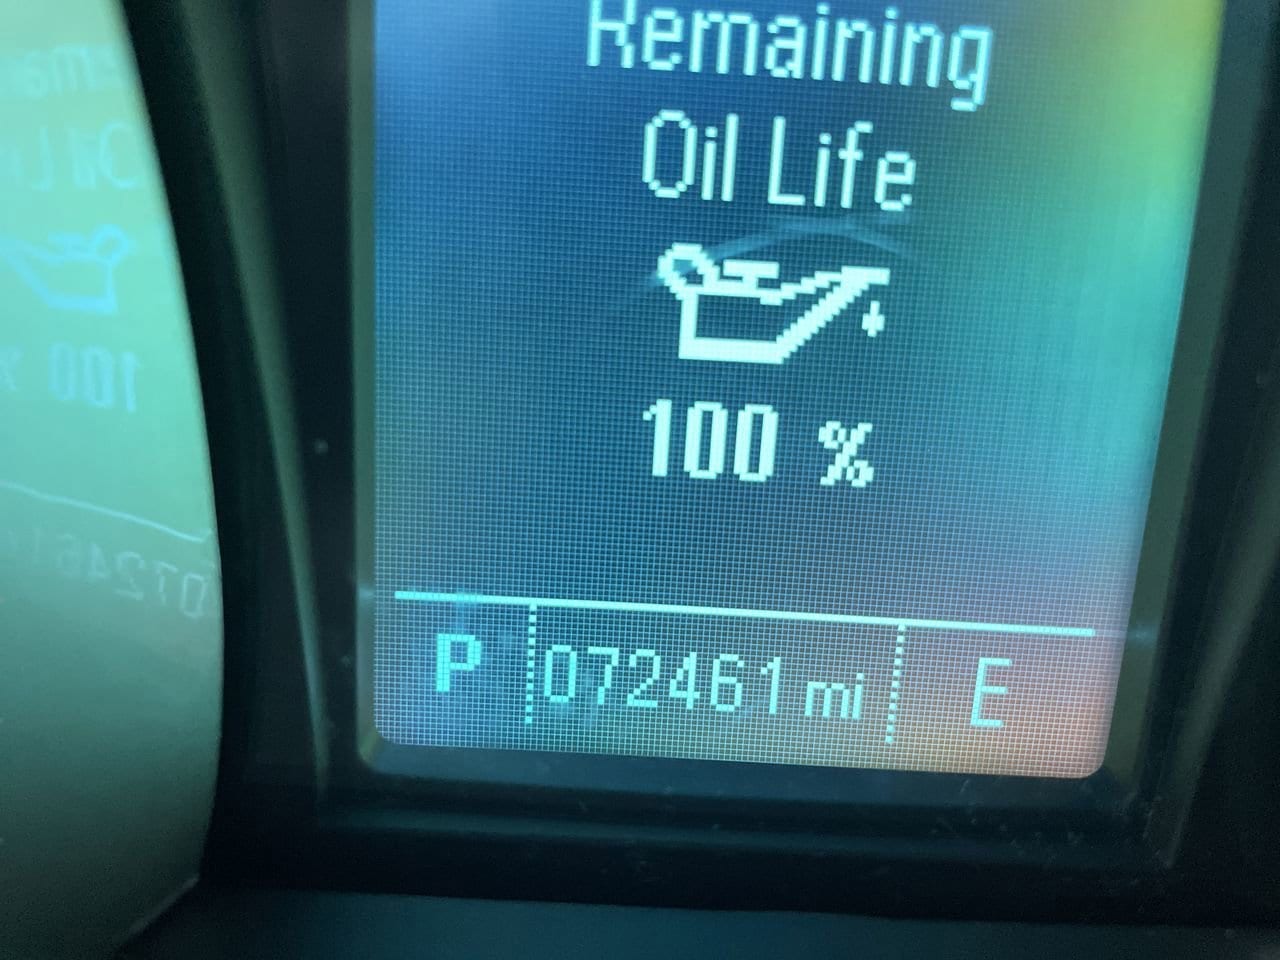 Remaining
Oil Life
100 %
P 072461 mi E